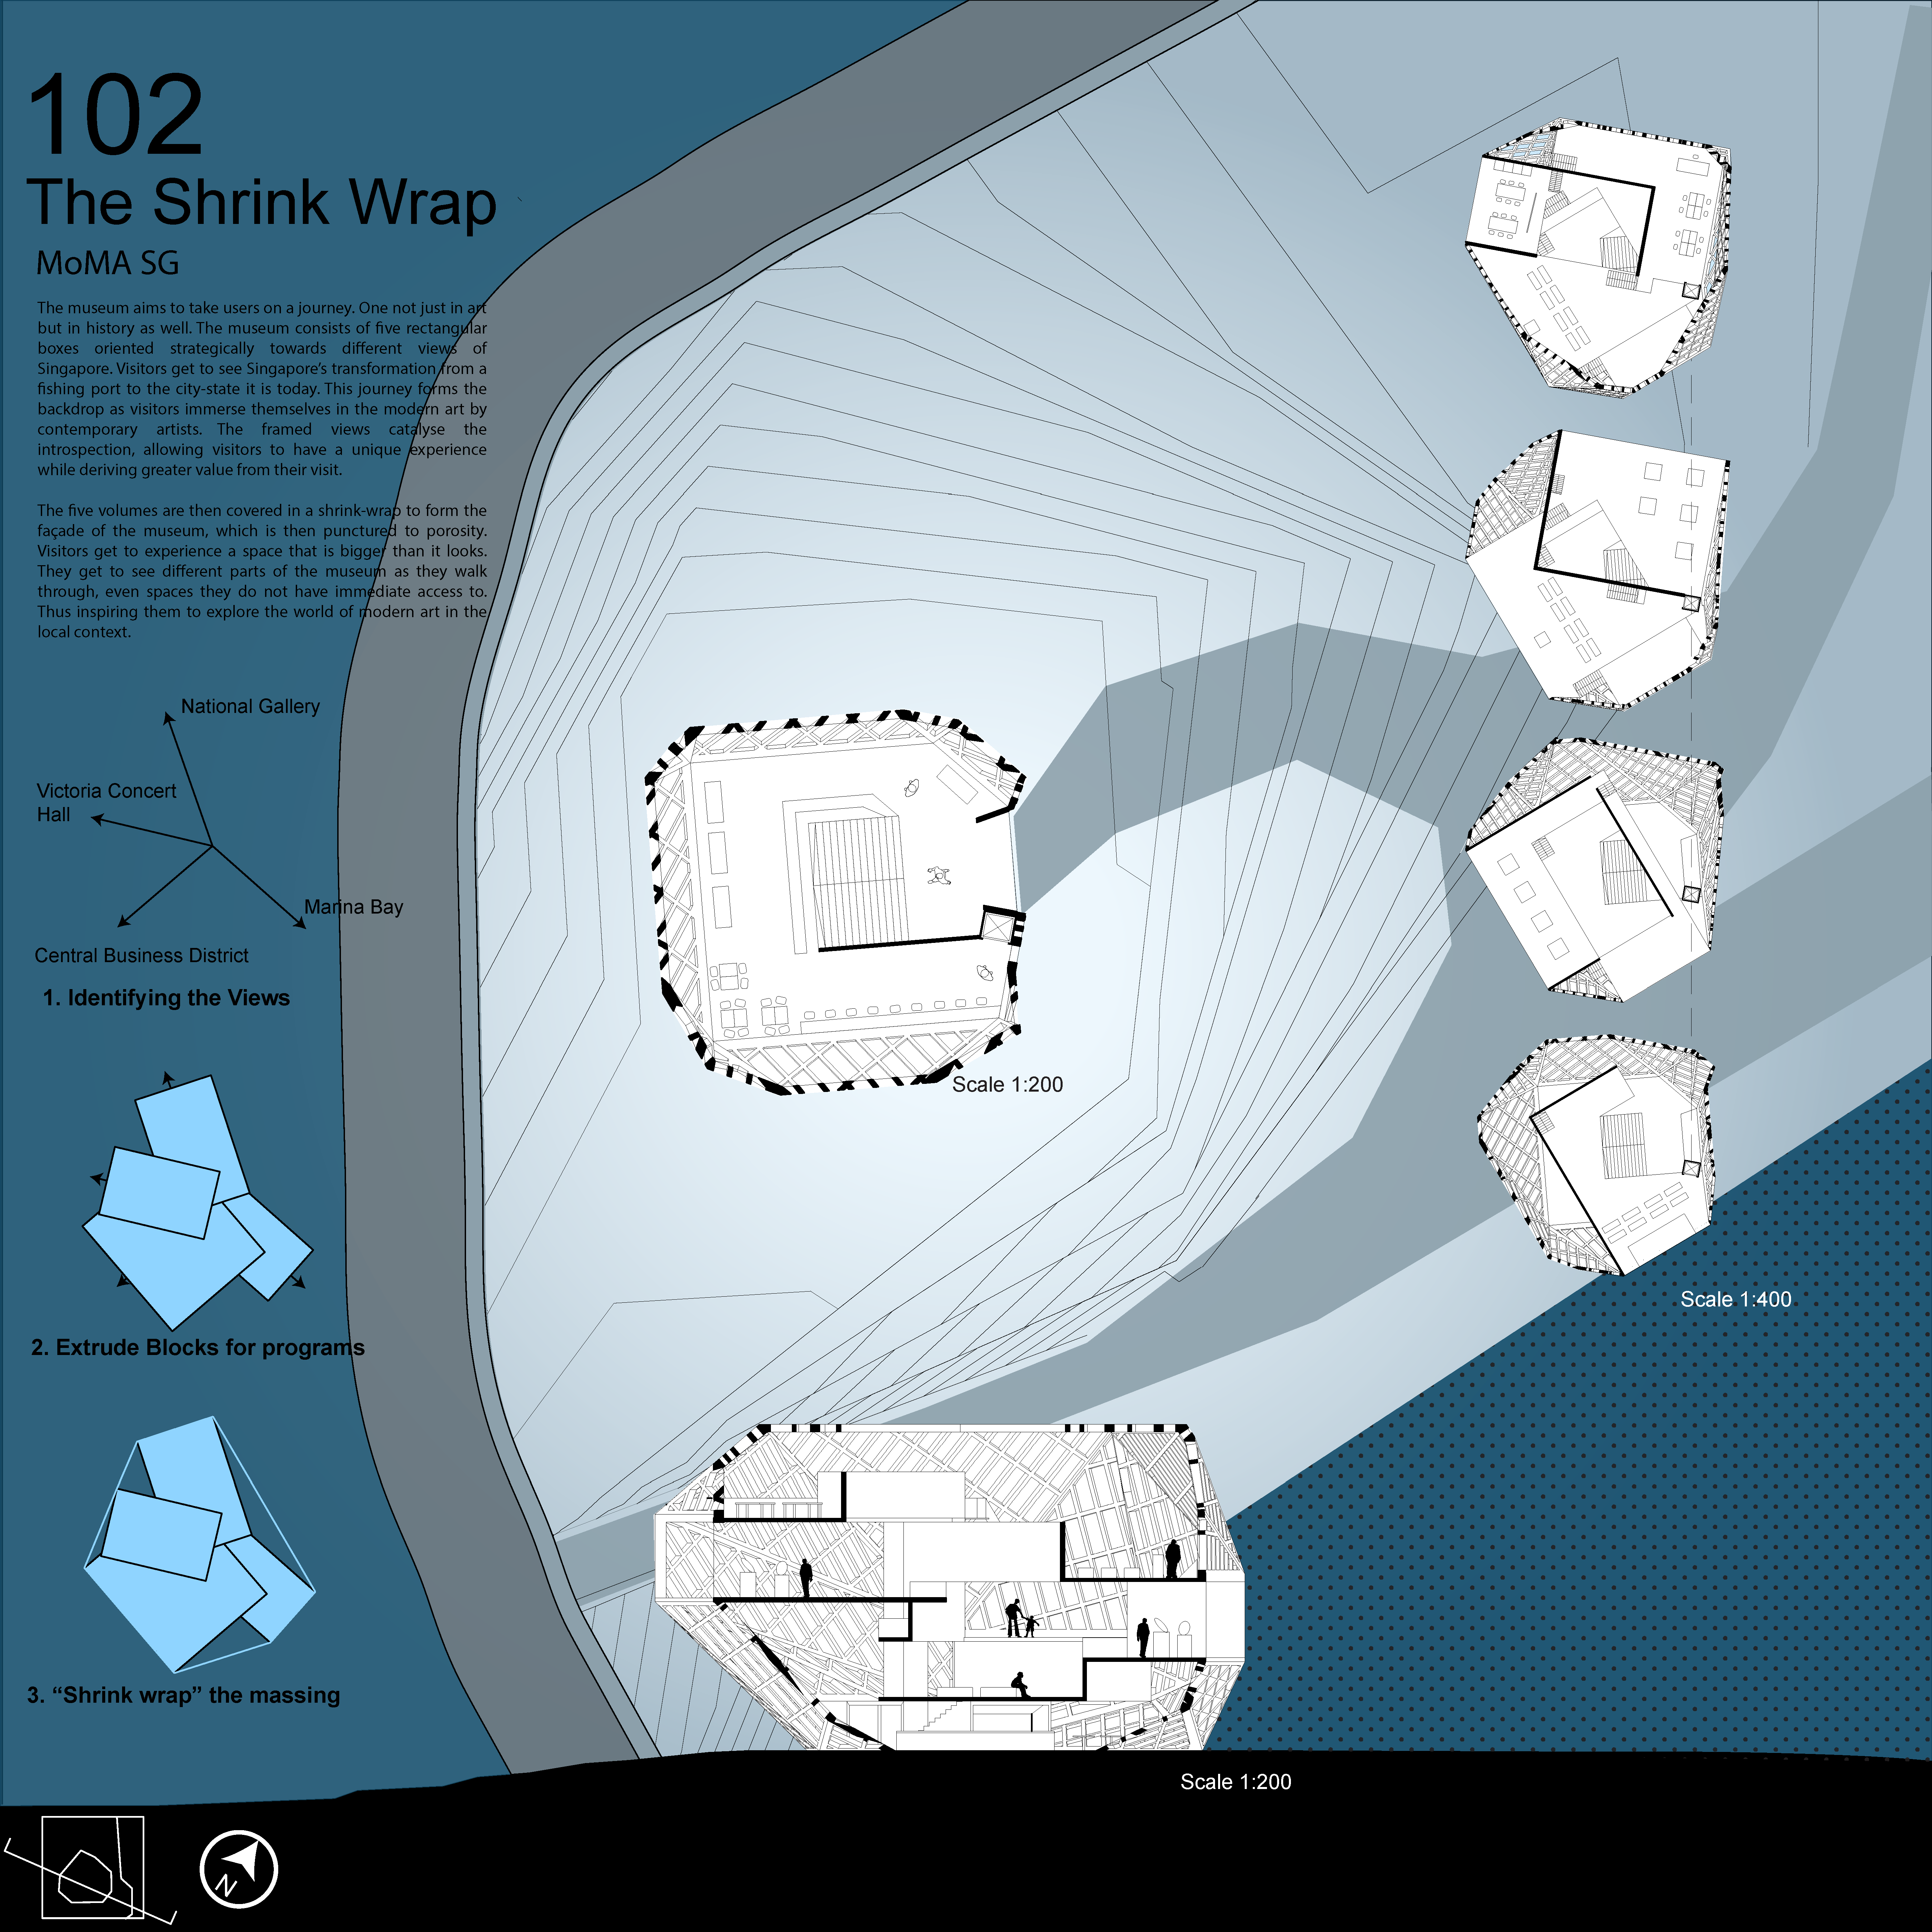 102
The Shrink Wrap
MoMA SG
The museum aims to take users on a journey. One not just in art
but in history as well. The museum consists of five rectangular
boxes oriented strategically towards different views of
Singapore. Visitors get to see Singapore's transformation from a
fishing port to the city-state it is today. This journey forms the
backdrop as visitors immerse themselves in the modern art by
contemporary artists. The framed views catalyse the
introspection, allowing visitors to have a unique experience
while deriving greater value from their visit.
The five volumes are then covered in a shrink-wrap to form the
façade of the museum, which is then punctured to porosity.
Visitors get to experience a space that is bigger than it looks.
They get to see different parts of the museum as they walk
through, even spaces they do not have immediate access to.
Thus inspiring them to explore the world of modern art in the
local context.
National Gallery
Victoria Concert
Hall
Marina Bay
Central Business District
1. Identifying the Views
2. Extrude Blocks for programs
3. “Shrink wrap” the massing
Scale 1:200
Scale 1:400
Scale 1:200
N